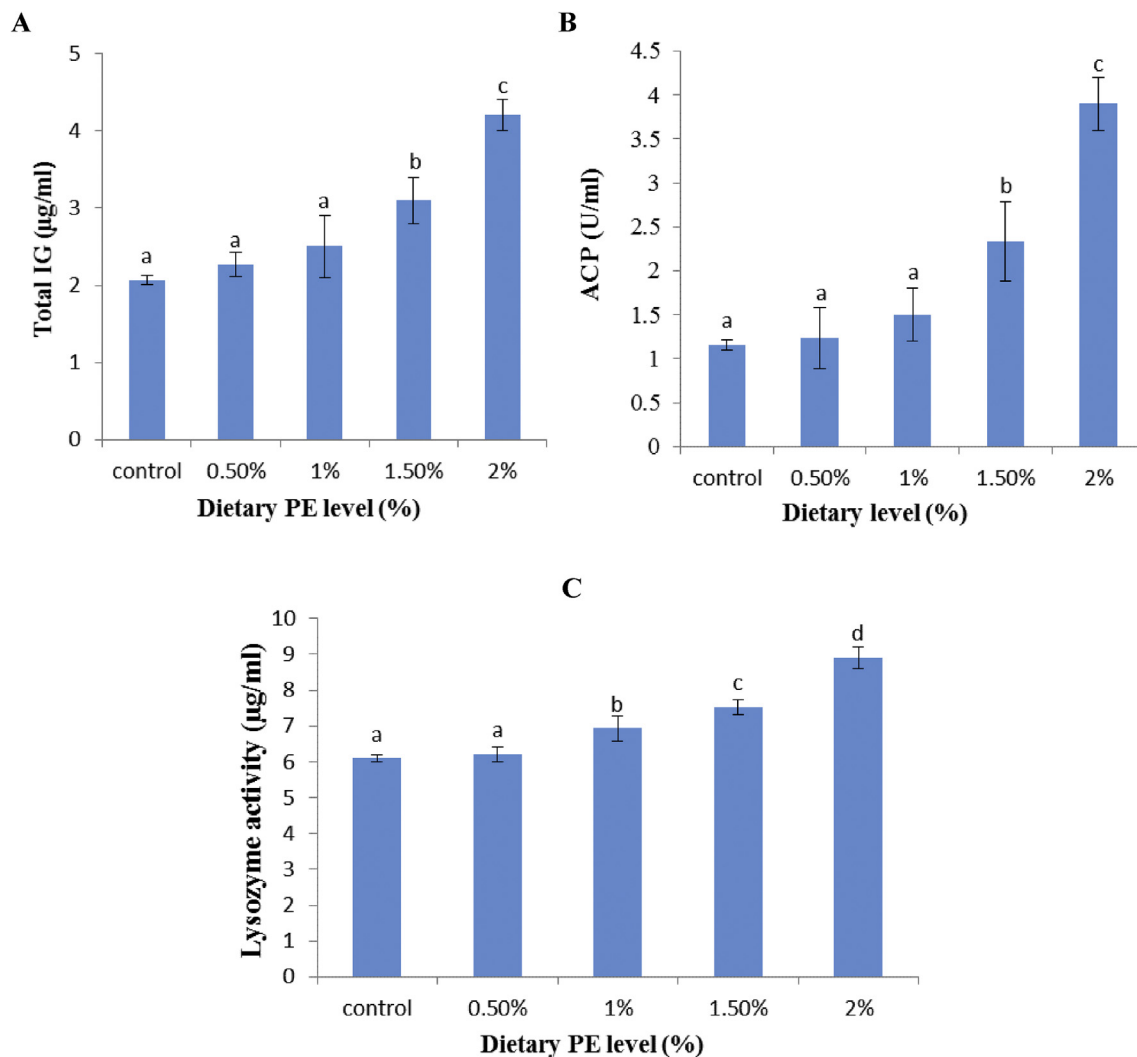 A
Total IG (µg/ml)
5
4
3
2
1
0
a
a
a
b
c
control 0.50% 1% 1.50% 2%
Dietary PE level (%)
B
ACP (U/ml)
4.5
4
3.5
3
2.5
2
1.5
1
0.5
0
a
a
a
b
c
control 0.50% 1% 1.50% 2%
Dietary level (%)
C
Lysozyme activity (µg/ml)
10
9
8
7
6
5
4
3
2
1
0
a
a
b
c
d
control 0.50% 1% 1.50% 2%
Dietary PE level (%)